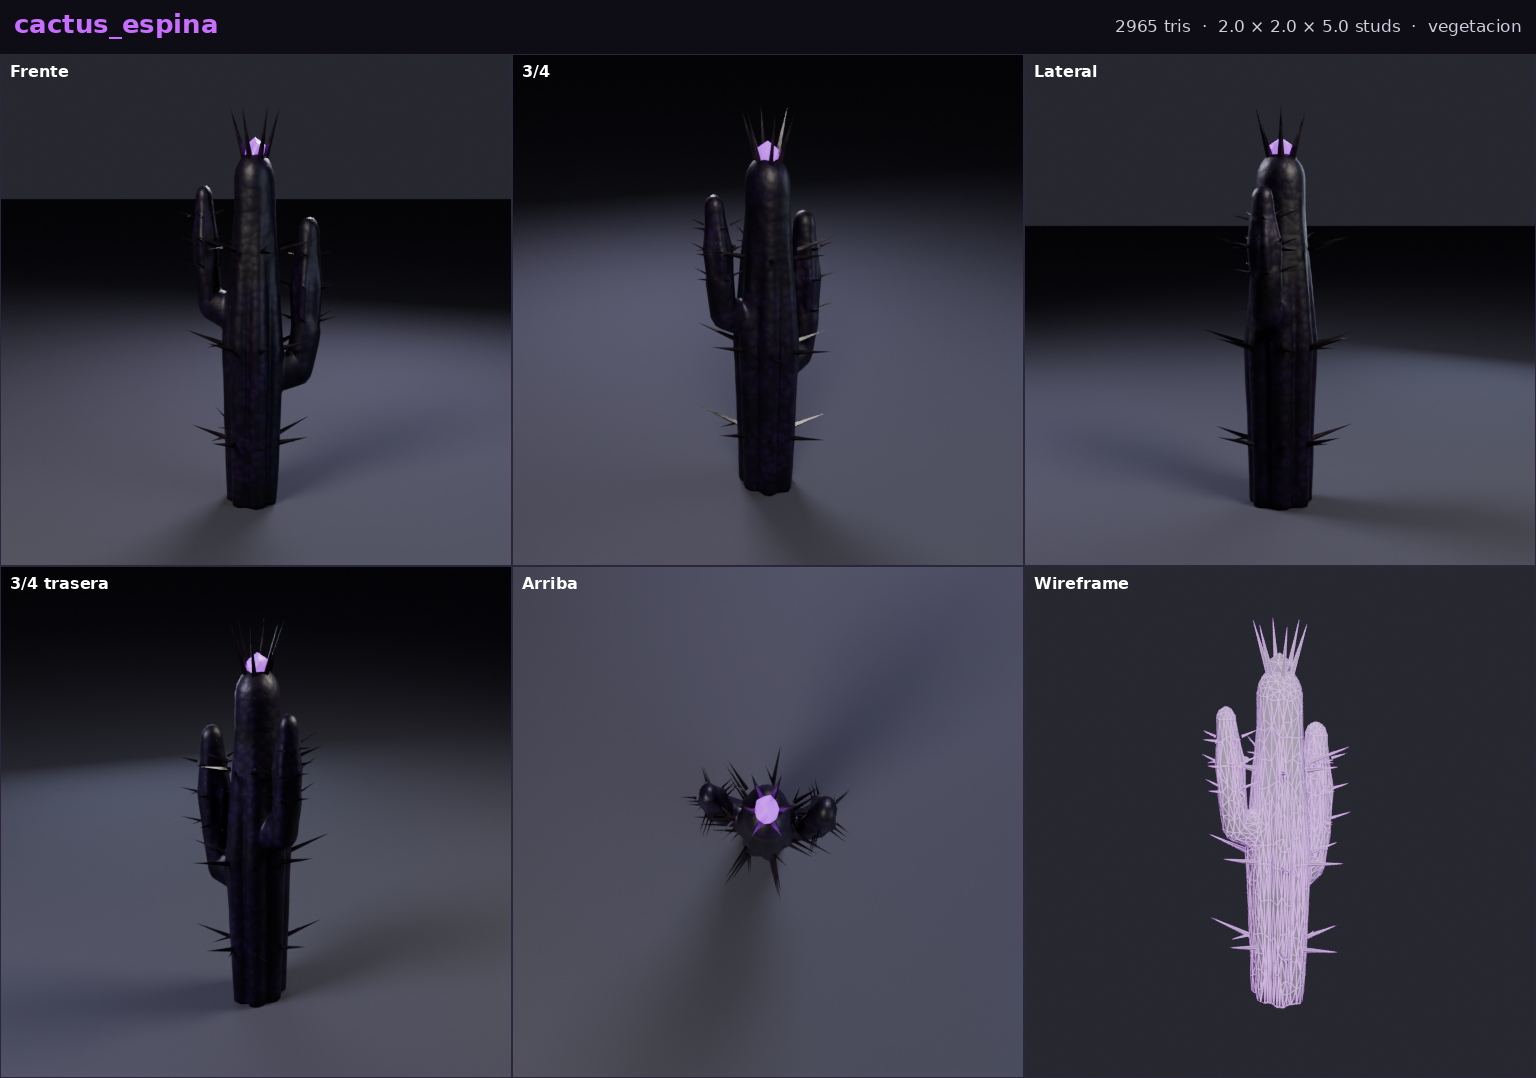 cactus_espina
2965 tris · 2.0 × 2.0 × 5.0 studs · vegetacion
Frente
3/4
Lateral
3/4 trasera
Arriba
Wireframe